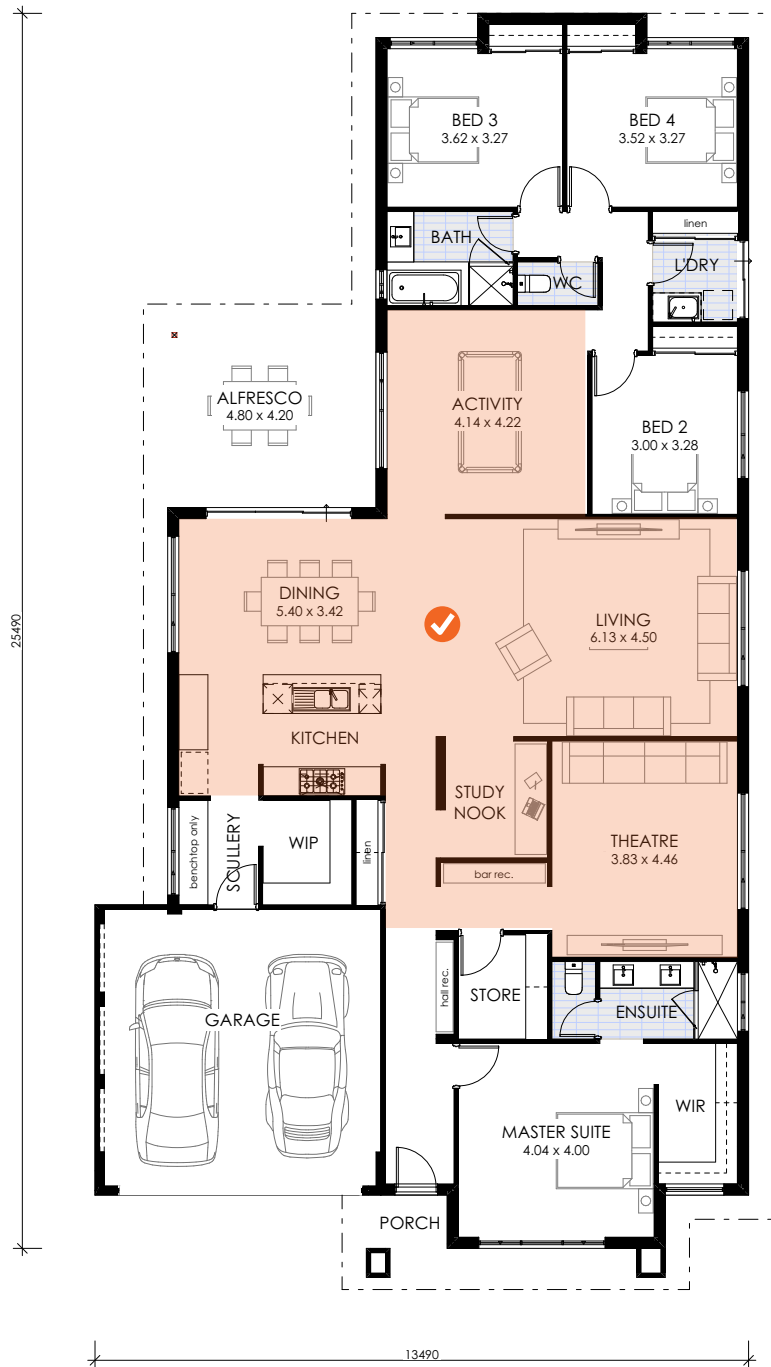 BED 3
3.62 x 3.27
BED 4
3.52 x 3.27
linen
BATH
L'DRY
WC
ALFRESCO
4.80 x 4.20
ACTIVITY
4.14 x 4.22
BED 2
3.00 x 3.28
DINING
5.40 x 3.42
LIVING
6.13 x 4.50
25490
KITCHEN
STUDY
NOOK
THEATRE
3.83 x 4.46
benchtop only
SCULLERY
WIP
linen
bar rec.
hall rec.
STORE
ENSUITE
GARAGE
MASTER SUITE
4.04 x 4.00
WIR
PORCH
13490